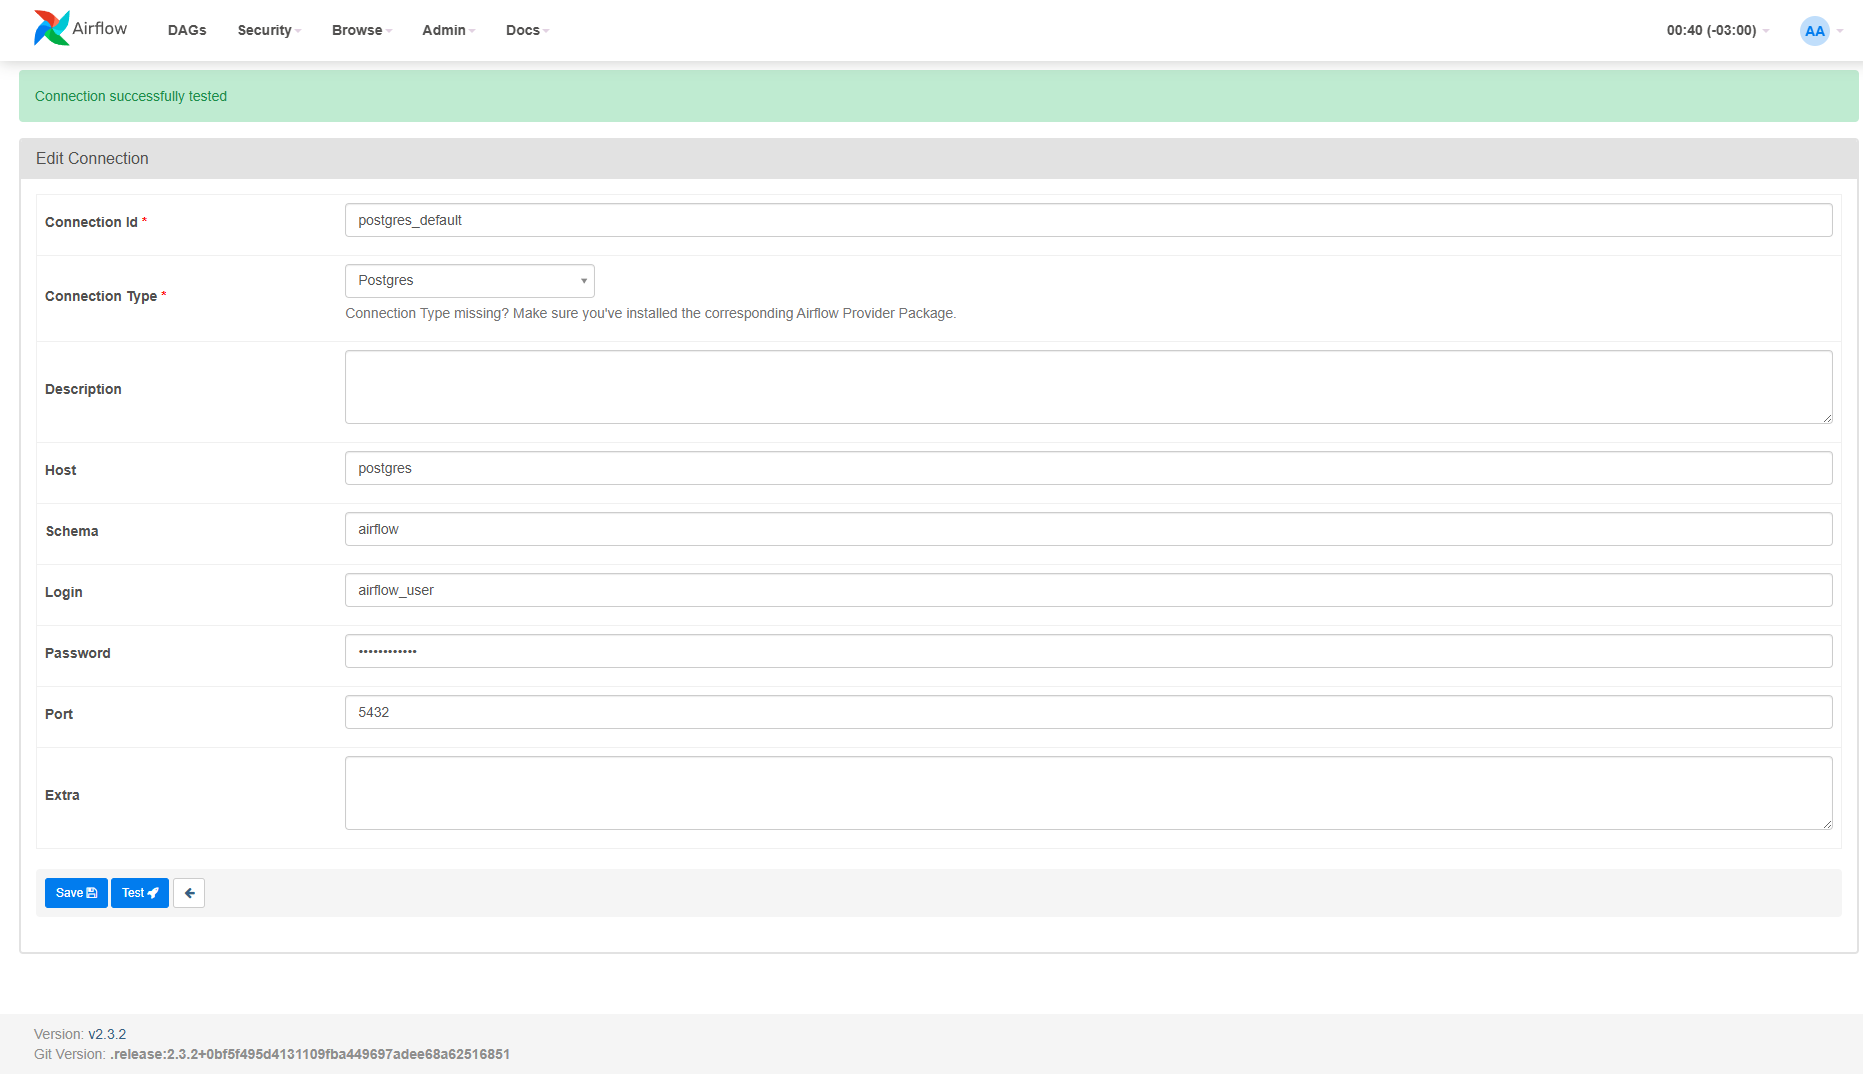 Airflow DAGs Security Browse Admin Docs 00:40 (-03:00) AA
Connection successfully tested
Edit Connection
Connection Id * postgres_default
Connection Type * Postgres
Connection Type missing? Make sure you've installed the corresponding Airflow Provider Package.
Description
Host postgres
Schema airflow
Login airflow_user
Password ••••••••••••
Port 5432
Extra
Save Test
Version: v2.3.2
Git Version: .release:2.3.2+0bf5f495d4131109fba449697adee68a62516851